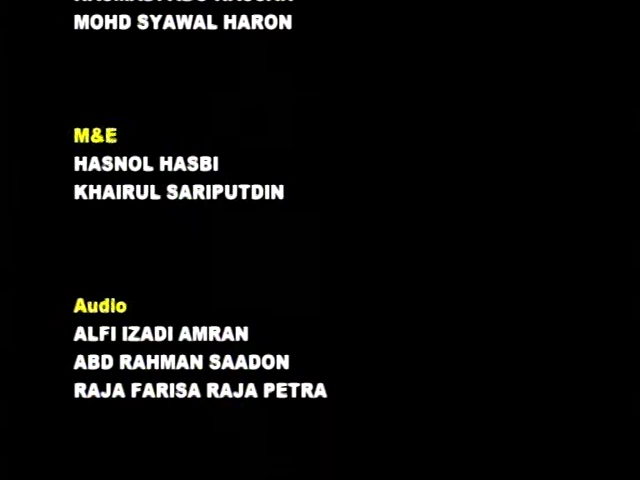 MOHD SYAWAL HARON
M&E
HASNOL HASBI
KHAIRUL SARIPUTDIN
Audio
ALFI IZADI AMRAN
ABD RAHMAN SAADON
RAJA FARISA RAJA PETRA